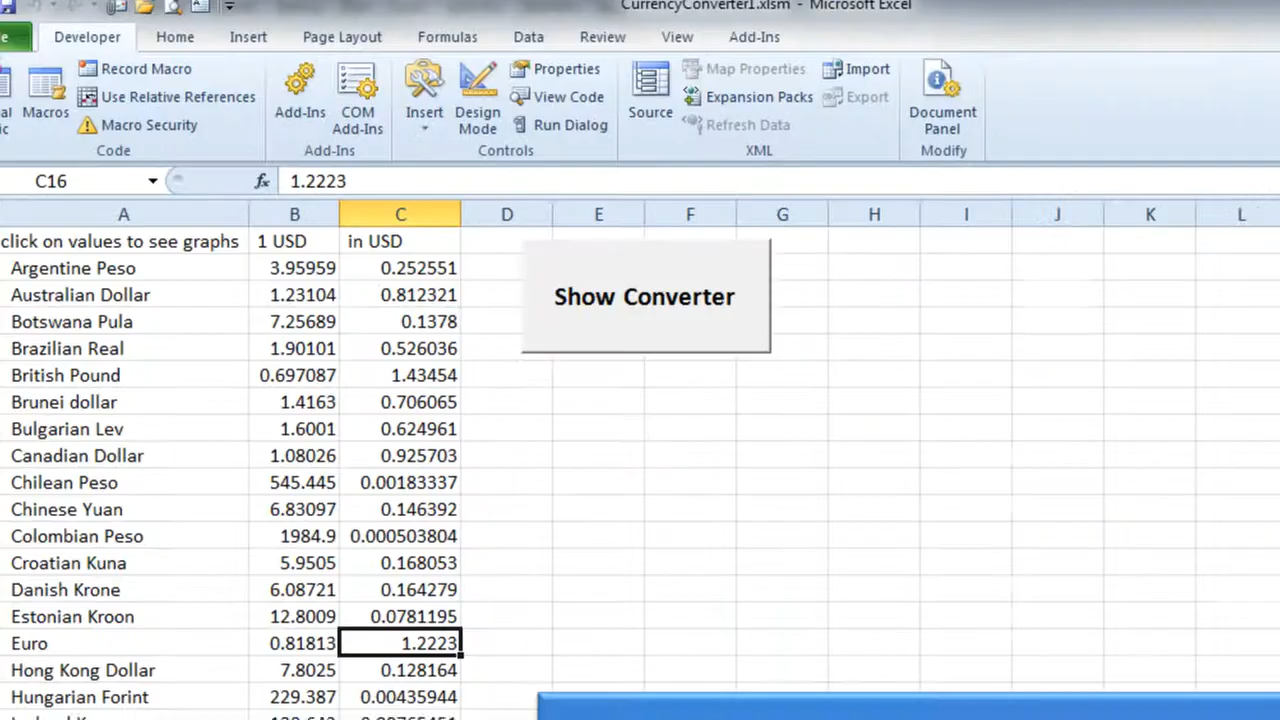 CurrencyConverter1.xlsm - Microsoft Excel
Developer Home Insert Page Layout Formulas Data Review View Add-Ins
Record Macro Properties Map Properties Import
Use Relative References View Code Expansion Packs Export
Macros Add-Ins COM Add-Ins Insert Design Mode Source Document Panel
Macro Security Run Dialog Refresh Data
Code Add-Ins Controls XML Modify
C16 fx 1.2223
A B C D E F G H I J K L
click on values to see graphs 1 USD in USD
Argentine Peso 3.95959 0.252551
Australian Dollar 1.23104 0.812321
Show Converter
Botswana Pula 7.25689 0.1378
Brazilian Real 1.90101 0.526036
British Pound 0.697087 1.43454
Brunei dollar 1.4163 0.706065
Bulgarian Lev 1.6001 0.624961
Canadian Dollar 1.08026 0.925703
Chilean Peso 545.445 0.00183337
Chinese Yuan 6.83097 0.146392
Colombian Peso 1984.9 0.000503804
Croatian Kuna 5.9505 0.168053
Danish Krone 6.08721 0.164279
Estonian Kroon 12.8009 0.0781195
Euro 0.81813 1.2223
Hong Kong Dollar 7.8025 0.128164
Hungarian Forint 229.387 0.00435944